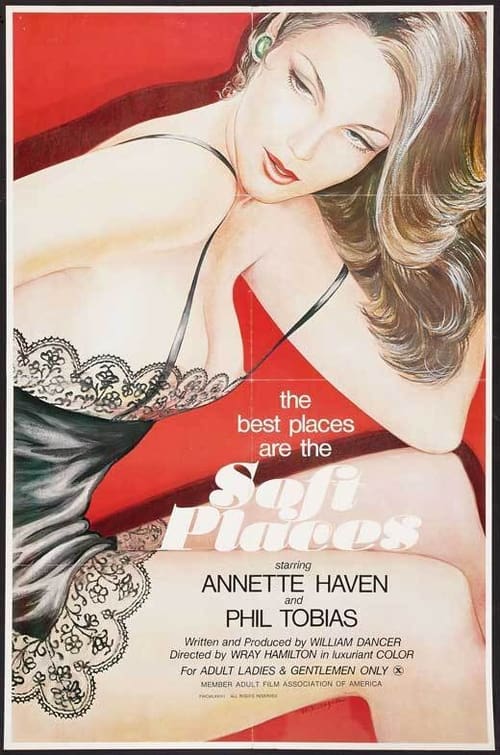 the
best places
are the
Soft
Places
starring
ANNETTE HAVEN
and
PHIL TOBIAS
Written and Produced by WILLIAM DANCER
Directed by WRAY HAMILTON in luxuriant COLOR
For ADULT LADIES & GENTLEMEN ONLY Ⓧ
MEMBER ADULT FILM ASSOCIATION OF AMERICA
ALL RIGHTS RESERVED